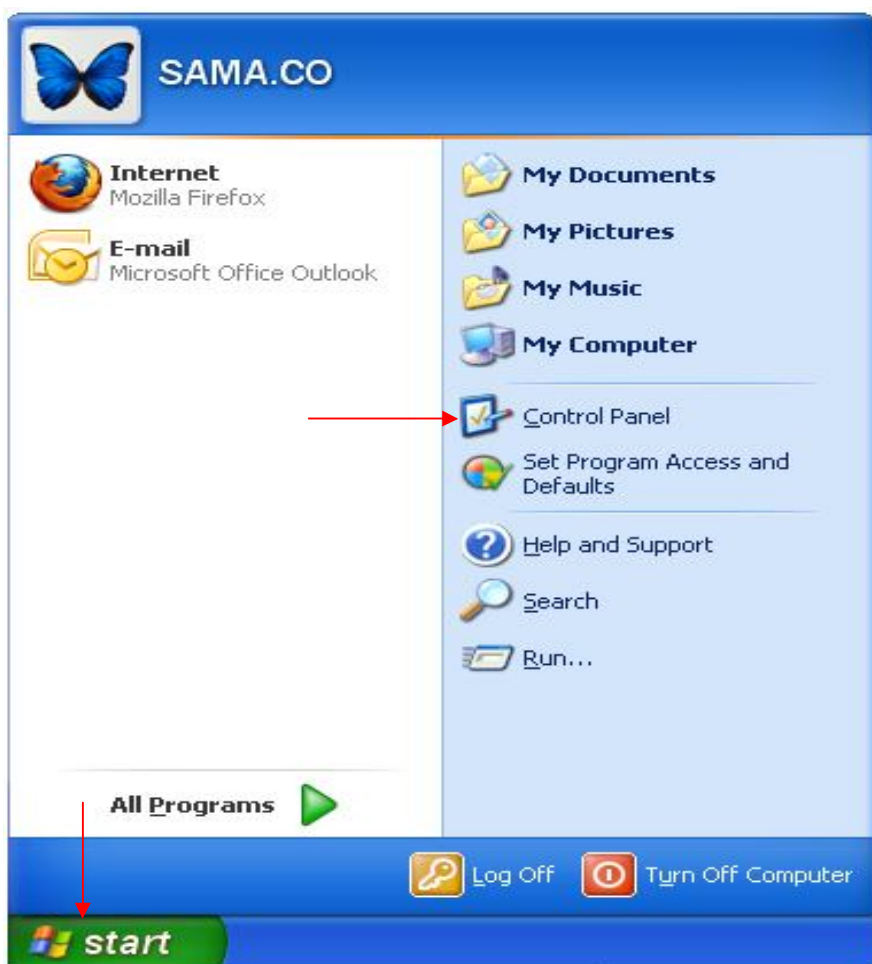 SAMA.CO
Internet
Mozilla Firefox
E-mail
Microsoft Office Outlook
My Documents
My Pictures
My Music
My Computer
Control Panel
Set Program Access and
Defaults
Help and Support
Search
Run...
All Programs
Log Off
Turn Off Computer
start